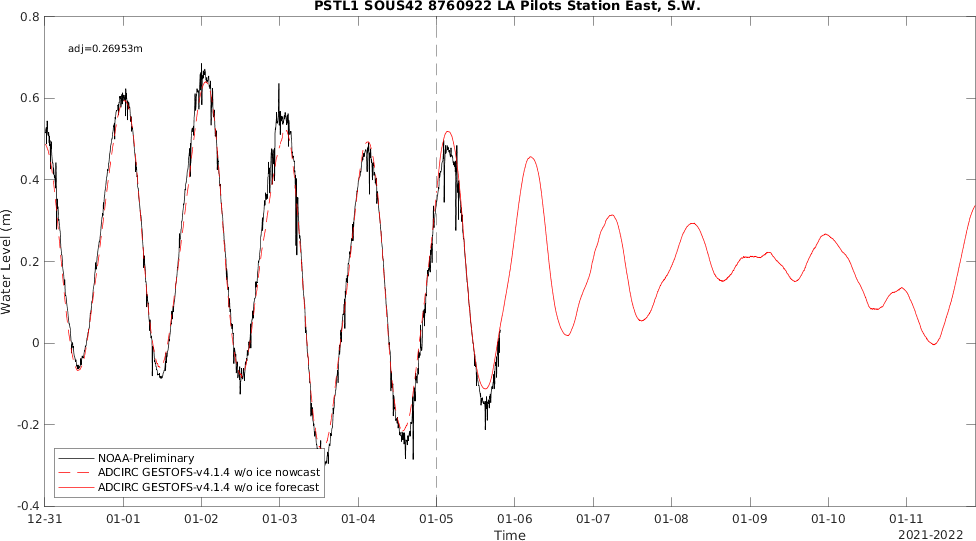 PSTL1 SOUS42 8760922 LA Pilots Station East, S.W.
adj=0.26953m
Water Level (m)
0.8
0.6
0.4
0.2
0
-0.2
-0.4
NOAA-Preliminary
ADCIRC GESTOFS-v4.1.4 w/o ice nowcast
ADCIRC GESTOFS-v4.1.4 w/o ice forecast
12-31 01-01 01-02 01-03 01-04 01-05 01-06 01-07 01-08 01-09 01-10 01-11
Time
2021-2022